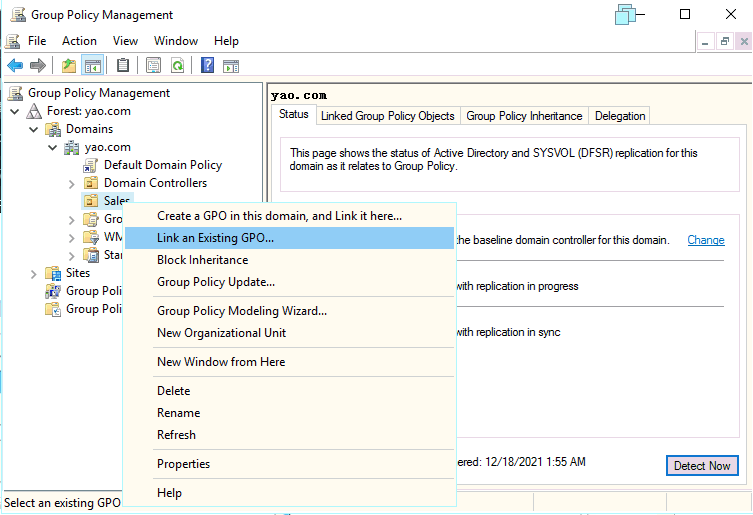 Group Policy Management
File Action View Window Help
Group Policy Management
Forest: yao.com
Domains
yao.com
Default Domain Policy
Domain Controllers
Sales
Gro
WM
Star
Sites
Group Poli
Group Poli
Create a GPO in this domain, and Link it here...
Link an Existing GPO...
Block Inheritance
Group Policy Update...
Group Policy Modeling Wizard...
New Organizational Unit
New Window from Here
Delete
Rename
Refresh
Properties
Help
yao.com
Status Linked Group Policy Objects Group Policy Inheritance Delegation
This page shows the status of Active Directory and SYSVOL (DFSR) replication for this
domain as it relates to Group Policy.
the baseline domain controller for this domain. Change
with replication in progress
with replication in sync
ered: 12/18/2021 1:55 AM Detect Now
Select an existing GPO